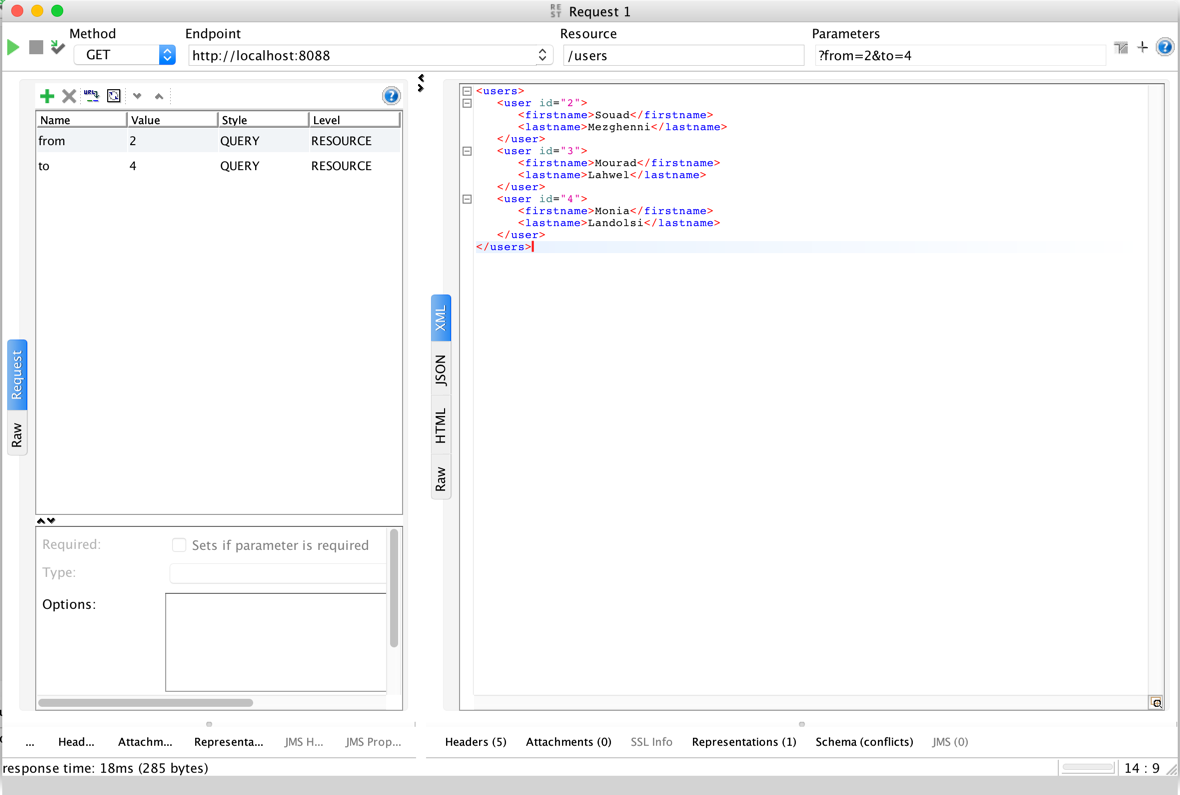 REST Request 1
Method Endpoint Resource Parameters
GET http://localhost:8088 /users ?from=2&to=4
Name Value Style Level
from 2 QUERY RESOURCE
to 4 QUERY RESOURCE
Request
Raw
Required: Sets if parameter is required
Type:
Options:
... Head... Attachm... Representa... JMS H... JMS Prop...
XML
JSON
HTML
Raw
<users>
<user id="2">
<firstname>Souad</firstname>
<lastname>Mezghenni</lastname>
</user>
<user id="3">
<firstname>Mourad</firstname>
<lastname>Lahwel</lastname>
</user>
<user id="4">
<firstname>Monia</firstname>
<lastname>Landolsi</lastname>
</user>
</users>
Headers (5) Attachments (0) SSL Info Representations (1) Schema (conflicts) JMS (0)
response time: 18ms (285 bytes) 14 : 9